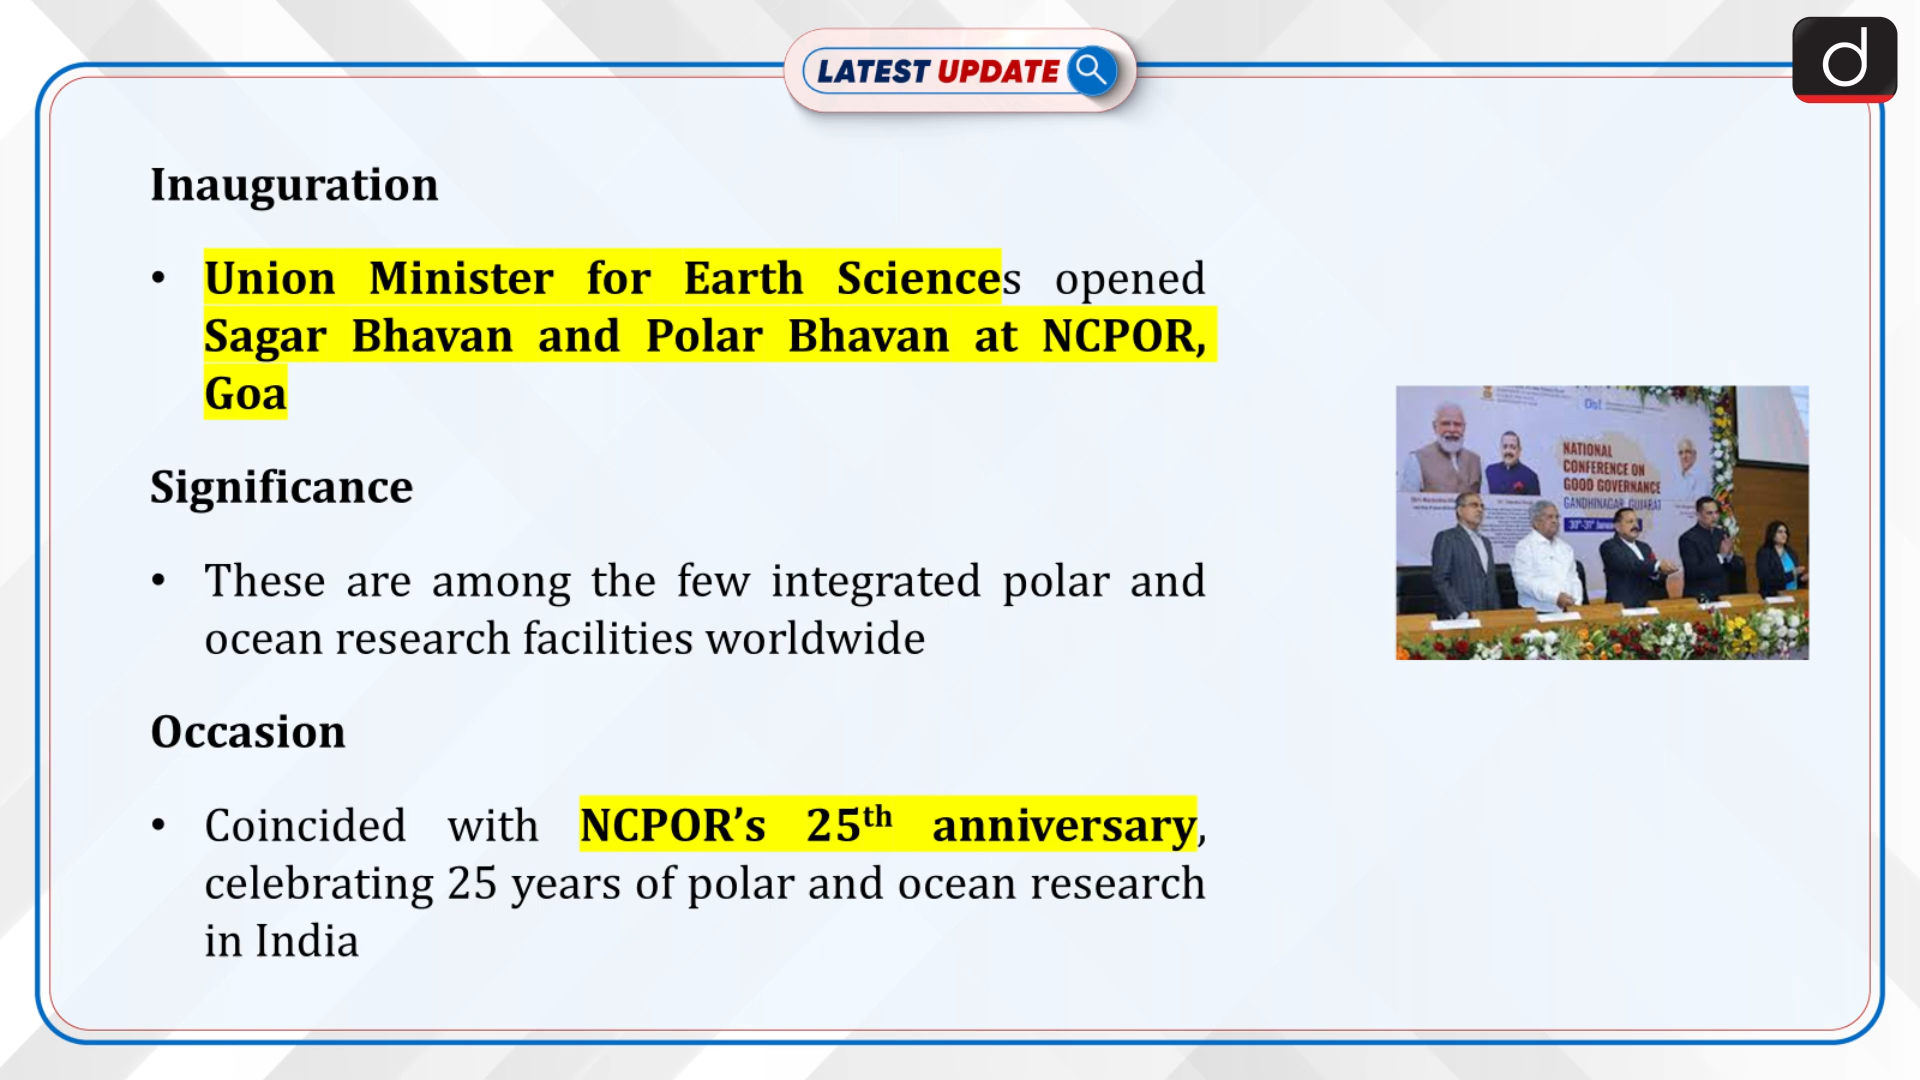 LATEST UPDATE
d
Inauguration
• Union Minister for Earth Sciences opened
Sagar Bhavan and Polar Bhavan at NCPOR,
Goa
Significance
• These are among the few integrated polar and
ocean research facilities worldwide
NATIONAL
CONFERENCE ON
GOOD GOVERNANCE
GANDHINAGAR, GUJARAT
Occasion
• Coincided with NCPOR’s 25th anniversary,
celebrating 25 years of polar and ocean research
in India